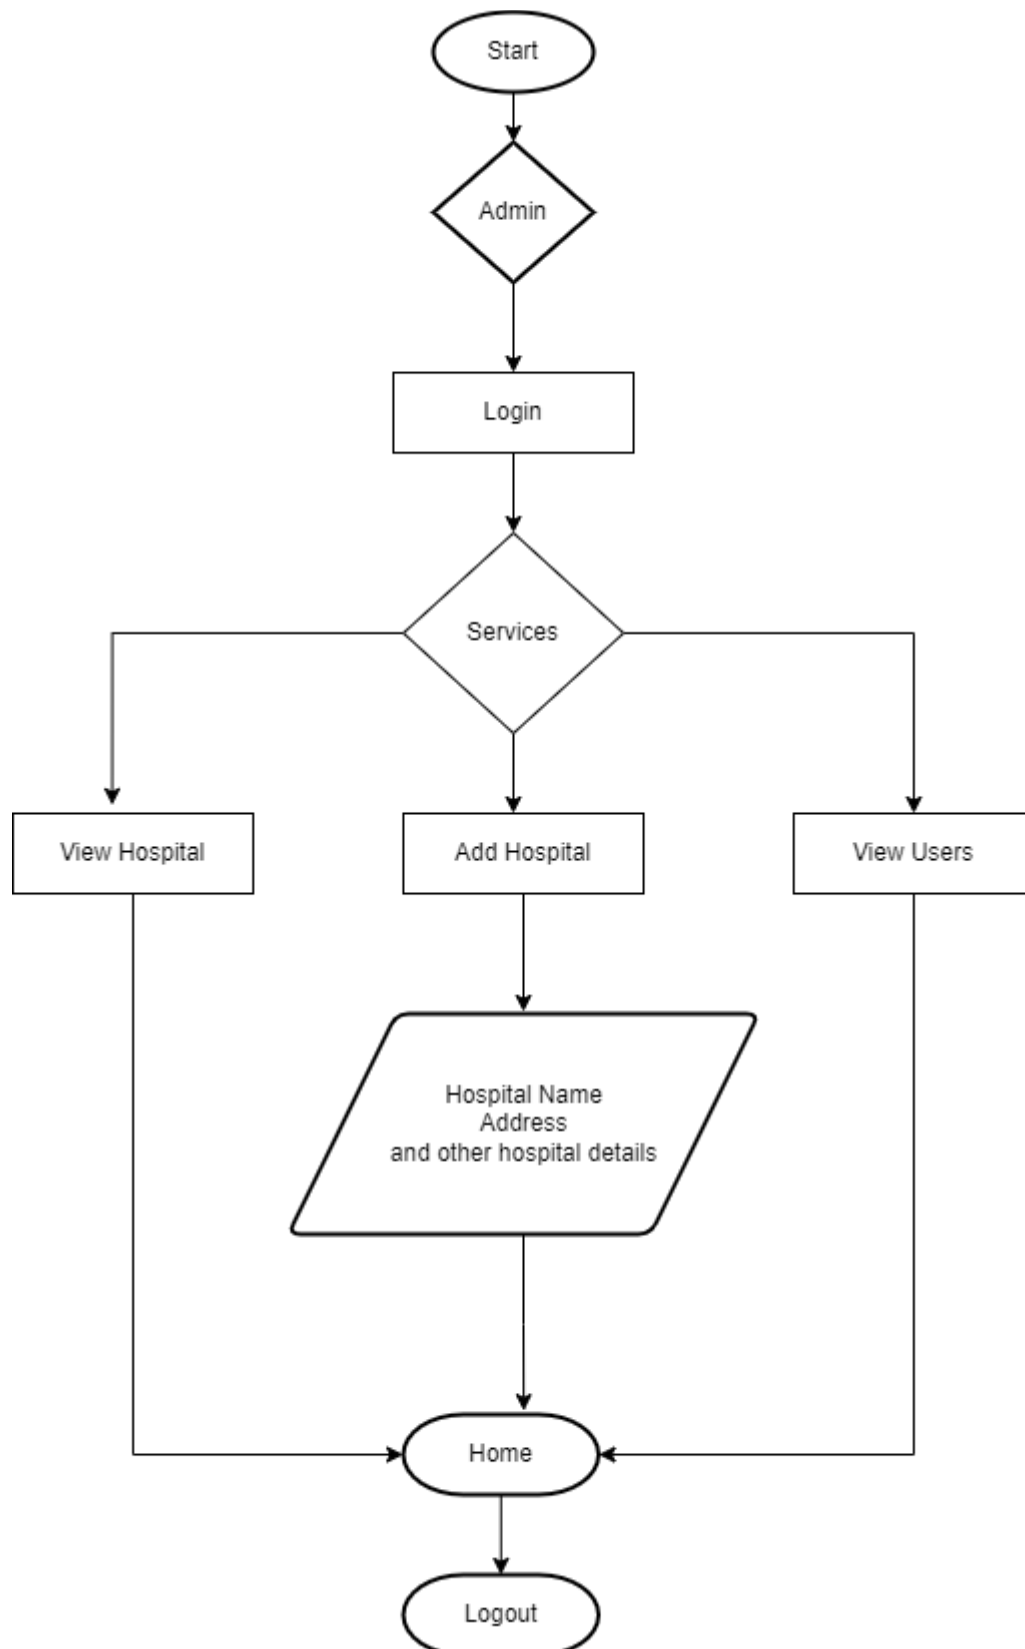 Start
Admin
Login
Services
View Hospital
Add Hospital
View Users
Hospital Name
Address
and other hospital details
Home
Logout